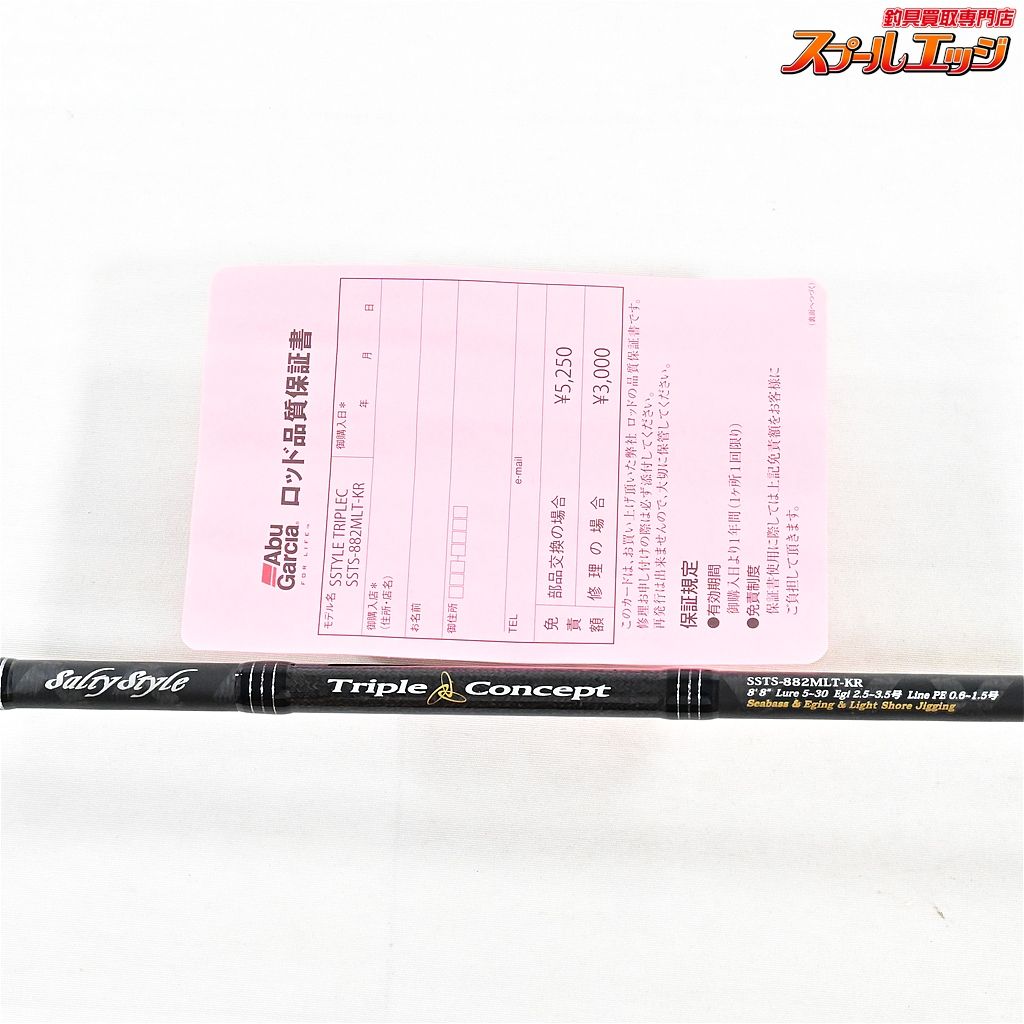 釣具買取専門店
スプールエッジ
Abu
Garcia®
FOR LIFE™
ロッド品質保証書
モデル名
SSTYLE TRIPLEC
SSTS-882MLT-KR
御購入日*
年 月 日
御購入店*
(住所・店名)
お名前
御住所
TEL
e-mail
免責額
部品交換の場合 ¥5,250
修理の場合 ¥3,000
このカードは、お買い上げ頂いた弊社 ロッドの品質保証書です。
修理お申し付けの際は必ず添付してください。
再発行は出来ませんので、大切に保管してください。
保証規定
●有効期間
御購入日より1年間(1ヶ所1回限り)
●免責制度
保証書使用に際しては上記免責額をお客様に
ご負担して頂きます。
(裏面へつづく)
Salty Style
Triple Concept
SSTS-882MLT-KR
8'8" Lure 5~30 Egi 2.5~3.5号 Line PE 0.6~1.5号
Seabass & Eging & Light Shore Jigging